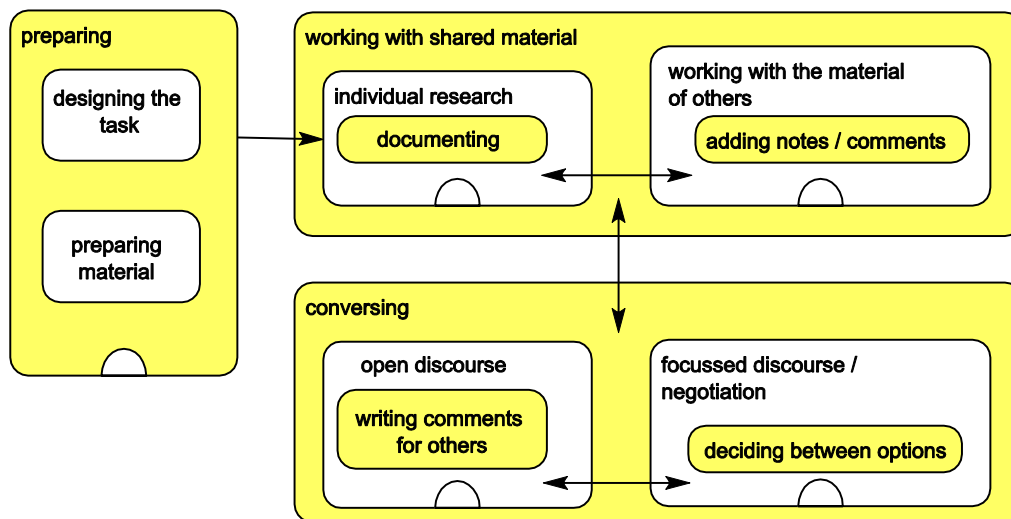 preparing
designing the
task
preparing
material
working with shared material
individual research
documenting
working with the material
of others
adding notes / comments
conversing
open discourse
writing comments
for others
focussed discourse /
negotiation
deciding between options